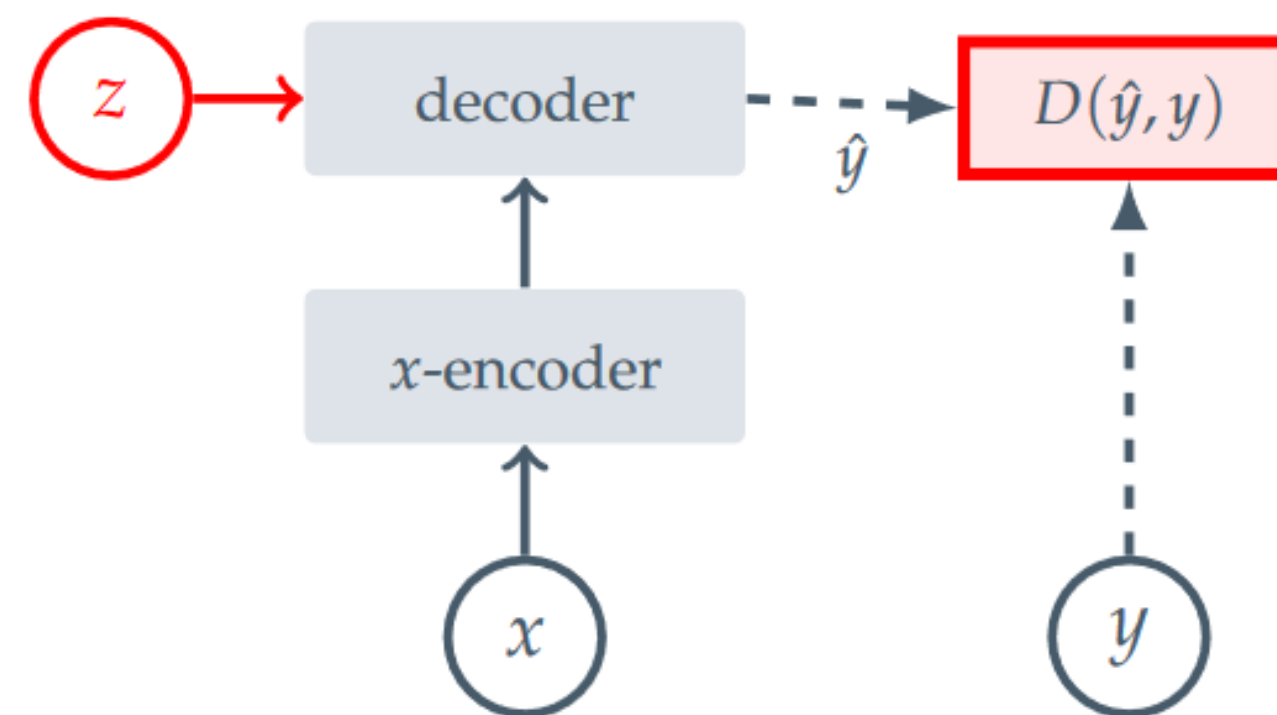 z
decoder
D(ŷ, y)
ŷ
x-encoder
x
y